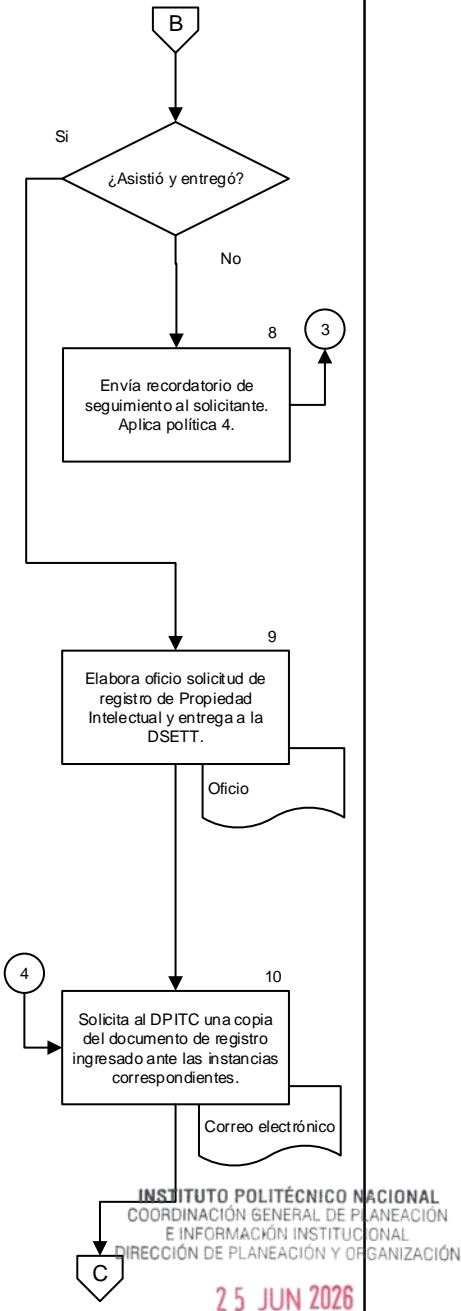 B
Si
¿Asistió y entregó?
No
8
3
Envía recordatorio de
seguimiento al solicitante.
Aplica política 4.
9
Elabora oficio solicitud de
registro de Propiedad
Intelectual y entrega a la
DSETT.
Oficio
4
10
Solicita al DPITC una copia
del documento de registro
ingresado ante las instancias
correspondientes.
Correo electrónico
INSTITUTO POLITÉCNICO NACIONAL
COORDINACIÓN GENERAL DE PLANEACIÓN
E INFORMACIÓN INSTITUCIONAL
DIRECCIÓN DE PLANEACIÓN Y ORGANIZACIÓN
C
25 JUN 2026